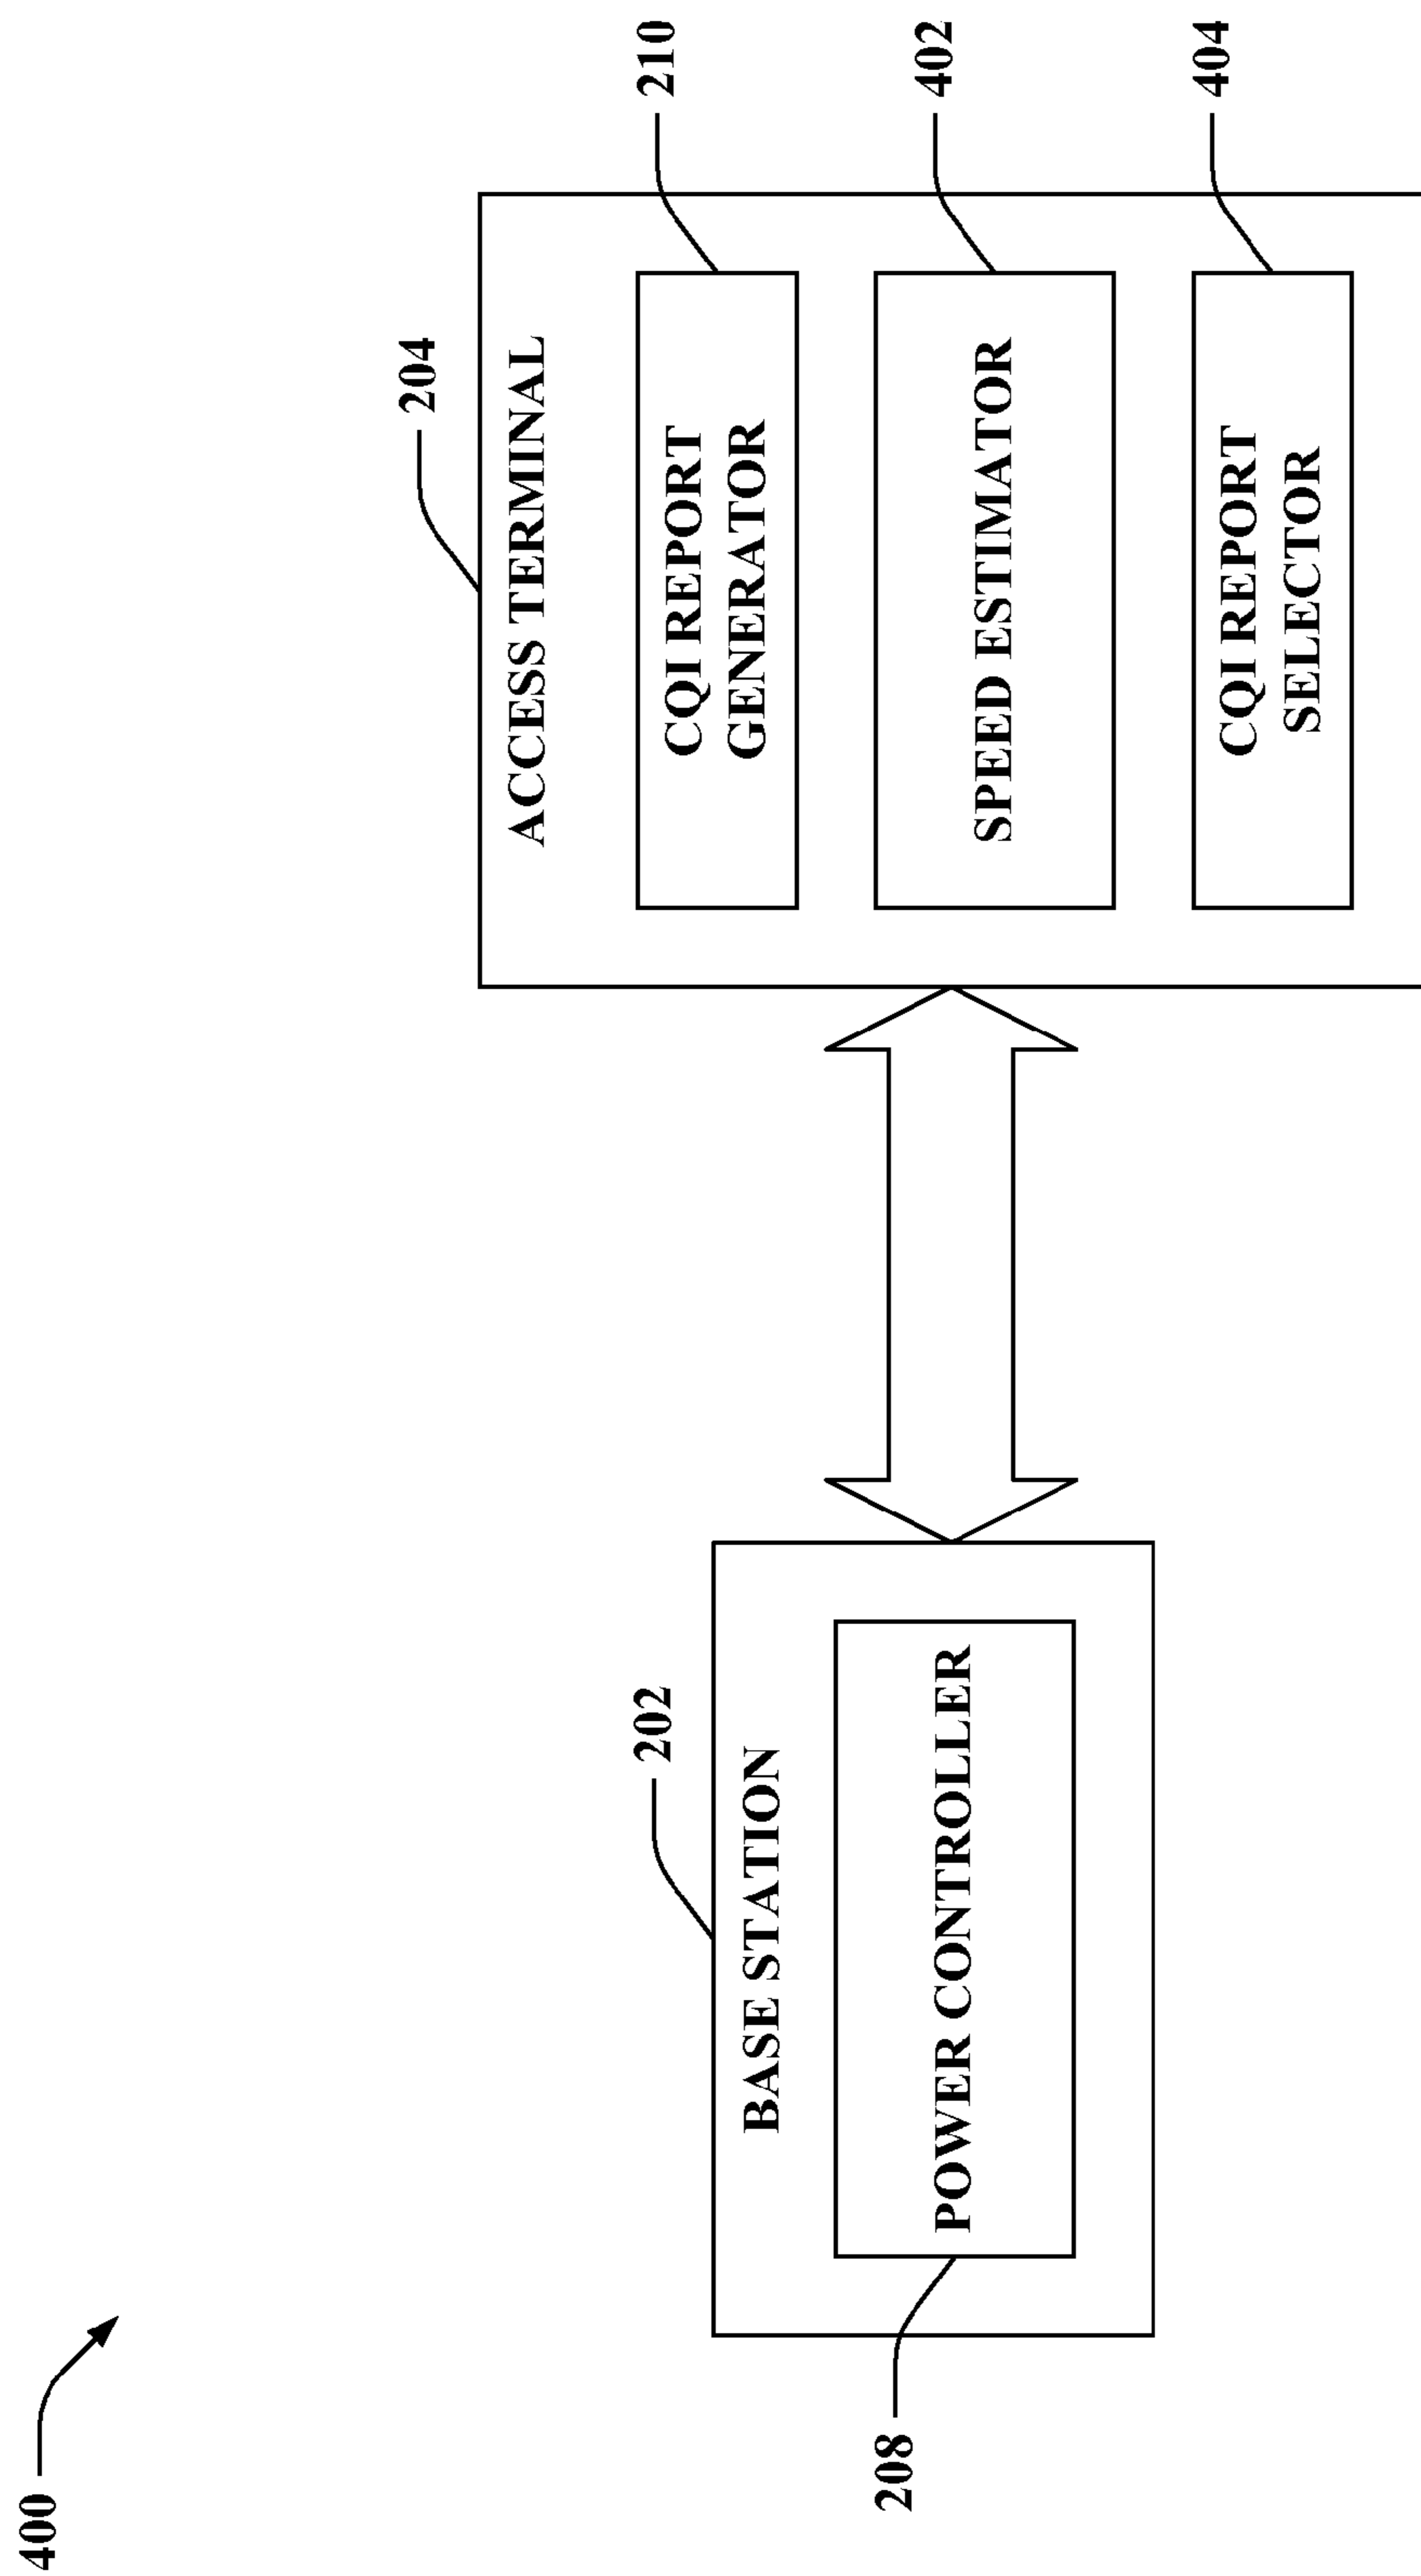 400
202
BASE STATION
POWER CONTROLLER
208
204
ACCESS TERMINAL
210
CQI REPORT
GENERATOR
402
SPEED ESTIMATOR
404
CQI REPORT
SELECTOR